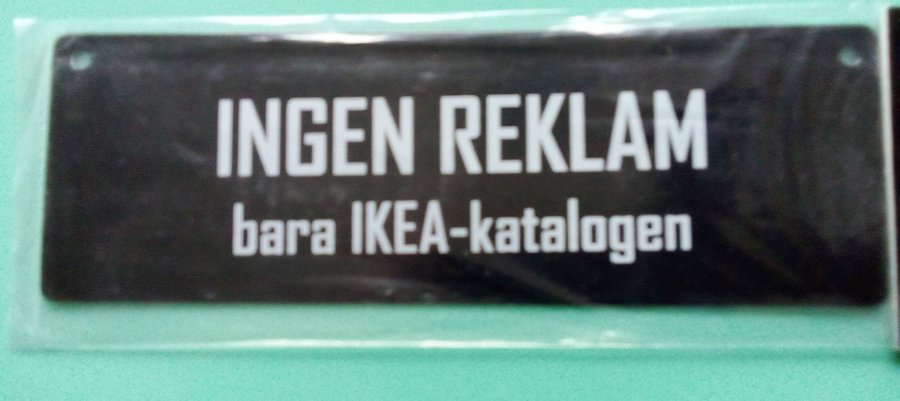 INGEN REKLAM
bara IKEA-katalogen